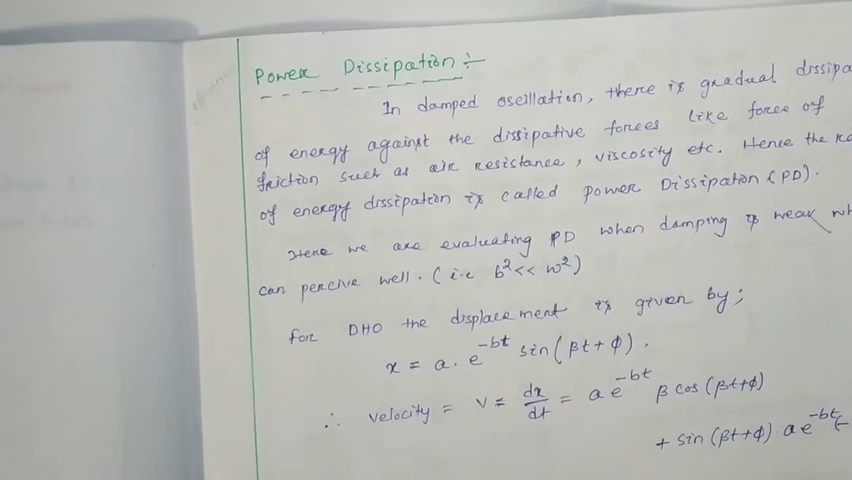 Power Dissipation :-
In damped oscillation, there is gradual dissipa
of energy against the dissipative forces like force of
friction such as air resistance, viscosity etc. Hence the ra
of energy dissipation is called power Dissipation (PD).
Here we are evaluating PD when damping is weak wh
can percive well. (i.e b² << w²)
for DHO the displacement is given by;
x = a. e^{-bt} sin(βt+φ).
∴ velocity = v = dx/dt = a e^{-bt} β cos(βt+φ)
+ sin(βt+φ). a e^{-bt} (-